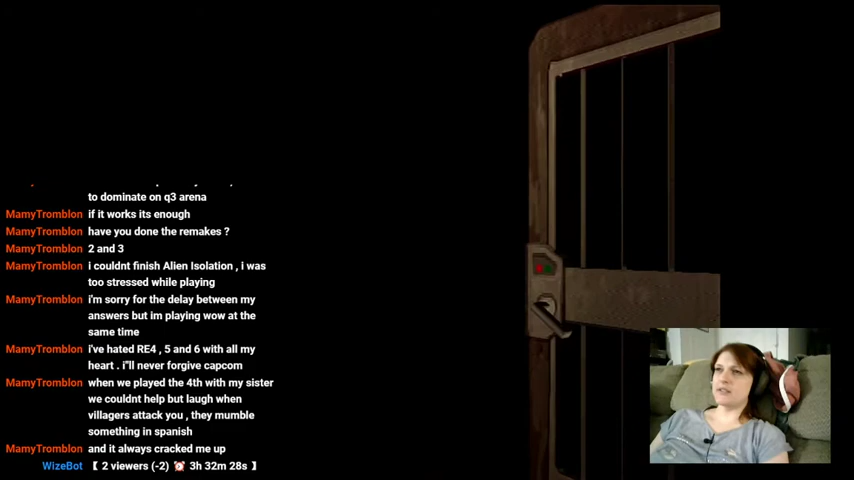 to dominate on q3 arena
MamyTromblon if it works its enough
MamyTromblon have you done the remakes ?
MamyTromblon 2 and 3
MamyTromblon i couldnt finish Alien Isolation , i was
too stressed while playing
MamyTromblon i'm sorry for the delay between my
answers but im playing wow at the
same time
MamyTromblon i've hated RE4 , 5 and 6 with all my
heart . i"ll never forgive capcom
MamyTromblon when we played the 4th with my sister
we couldnt help but laugh when
villagers attack you , they mumble
something in spanish
MamyTromblon and it always cracked me up
WizeBot 【 2 viewers (-2) ⏰ 3h 32m 28s 】